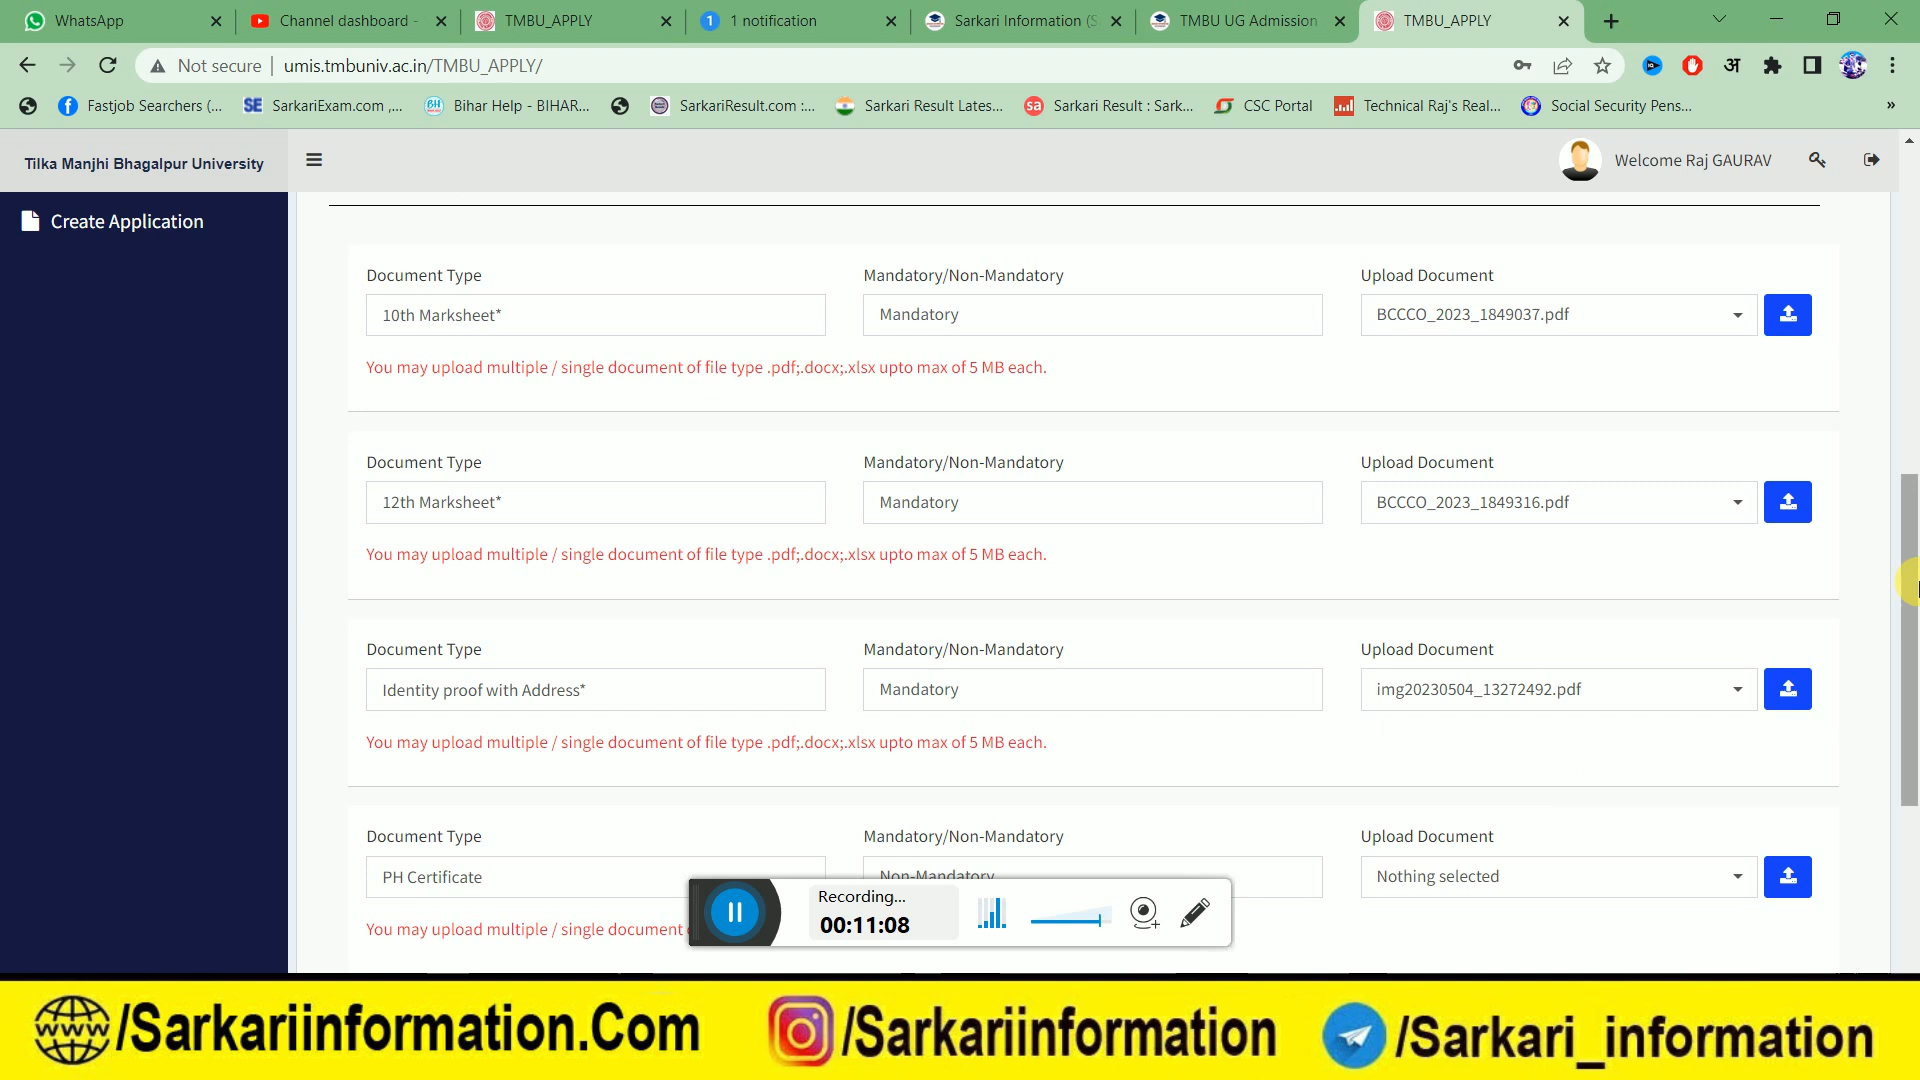 WhatsApp
Channel dashboard -
TMBU_APPLY
1 1 notification
Sarkari Information (S
TMBU UG Admission
TMBU_APPLY
Not secure umis.tmbuniv.ac.in/TMBU_APPLY/
अ
Fastjob Searchers (...
SE SarkariExam.com ,...
BH Bihar Help - BIHAR...
SarkariResult.com :...
Sarkari Result Lates...
sa Sarkari Result : Sark...
CSC Portal
Technical Raj's Real...
Social Security Pens...
»
Tilka Manjhi Bhagalpur University
Welcome Raj GAURAV
Create Application
Document Type Mandatory/Non-Mandatory Upload Document
10th Marksheet* Mandatory BCCCO_2023_1849037.pdf
You may upload multiple / single document of file type .pdf;.docx;.xlsx upto max of 5 MB each.
Document Type Mandatory/Non-Mandatory Upload Document
12th Marksheet* Mandatory BCCCO_2023_1849316.pdf
You may upload multiple / single document of file type .pdf;.docx;.xlsx upto max of 5 MB each.
Document Type Mandatory/Non-Mandatory Upload Document
Identity proof with Address* Mandatory img20230504_13272492.pdf
You may upload multiple / single document of file type .pdf;.docx;.xlsx upto max of 5 MB each.
Document Type Mandatory/Non-Mandatory Upload Document
PH Certificate Non-Mandatory Nothing selected
You may upload multiple / single document
Recording...
00:11:08
www /Sarkariinformation.Com /Sarkariinformation /Sarkari_information